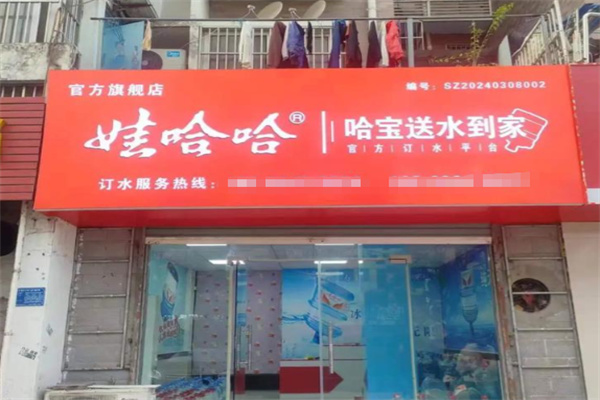 官方旗舰店
编号：SZ20240308002
娃哈哈®
哈宝送水到家
官方订水平台
订水服务热线：
冰